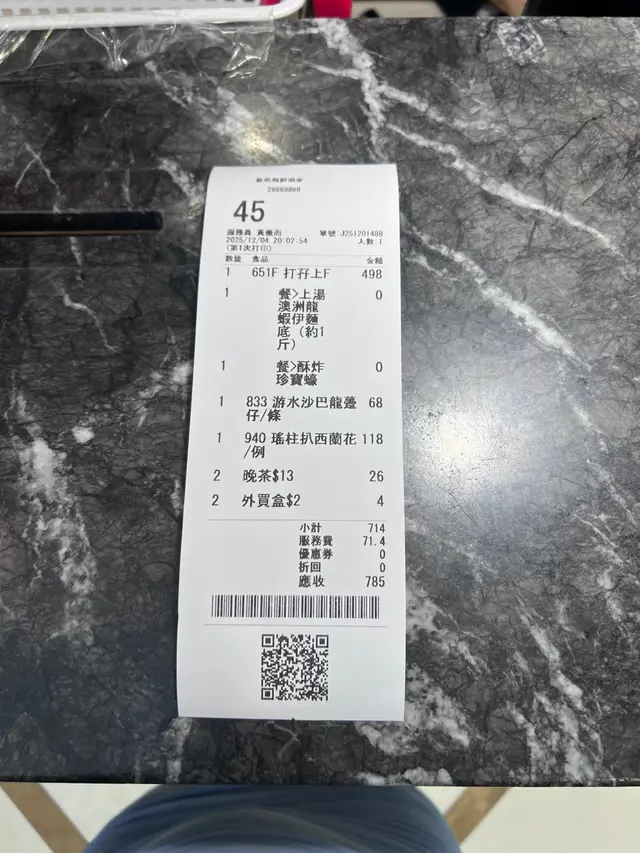 26669898
45
服務員:黃薇雨 單號:J251201488
2025/12/04 20:02:54 人數:1
(第1次打印)
數量 食品 金額
1 651F 打孖上F 498
1 餐>上湯 0
澳洲龍
蝦伊麵
底 (約1
斤)
1 餐>酥炸 0
珍寶蠔
1 833 游水沙巴龍躉 68
仔/條
1 940 瑤柱扒西蘭花 118
/例
2 晚茶$13 26
2 外買盒$2 4
小計 714
服務費 71.4
優惠券 0
折回 0
應收 785